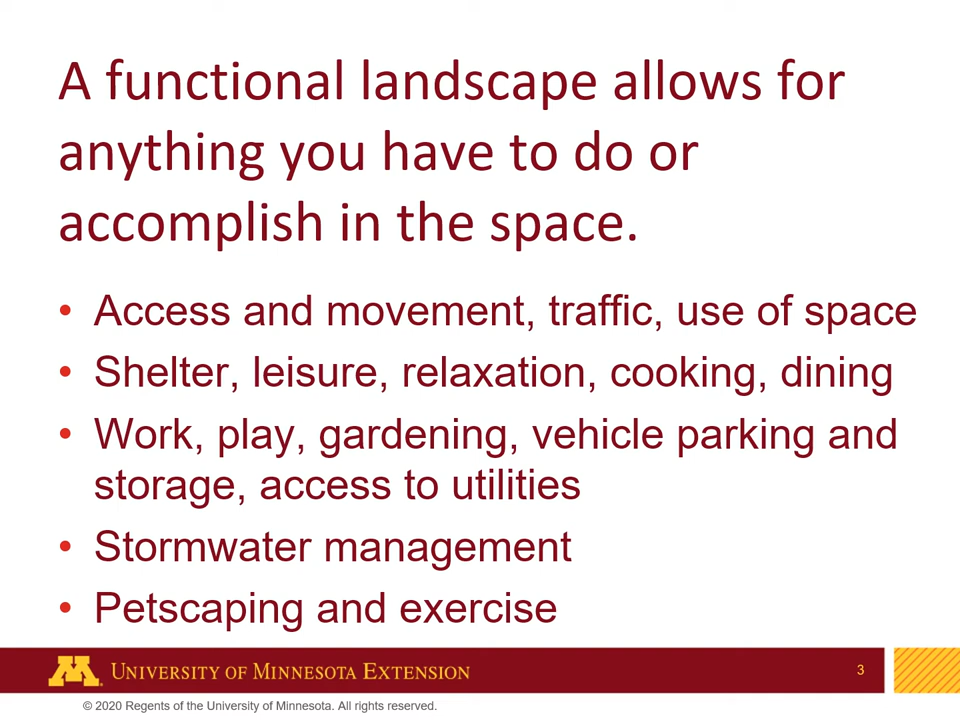 A functional landscape allows for
anything you have to do or
accomplish in the space.
• Access and movement, traffic, use of space
• Shelter, leisure, relaxation, cooking, dining
• Work, play, gardening, vehicle parking and
storage, access to utilities
• Stormwater management
• Petscaping and exercise
M University of Minnesota Extension
3
© 2020 Regents of the University of Minnesota. All rights reserved.